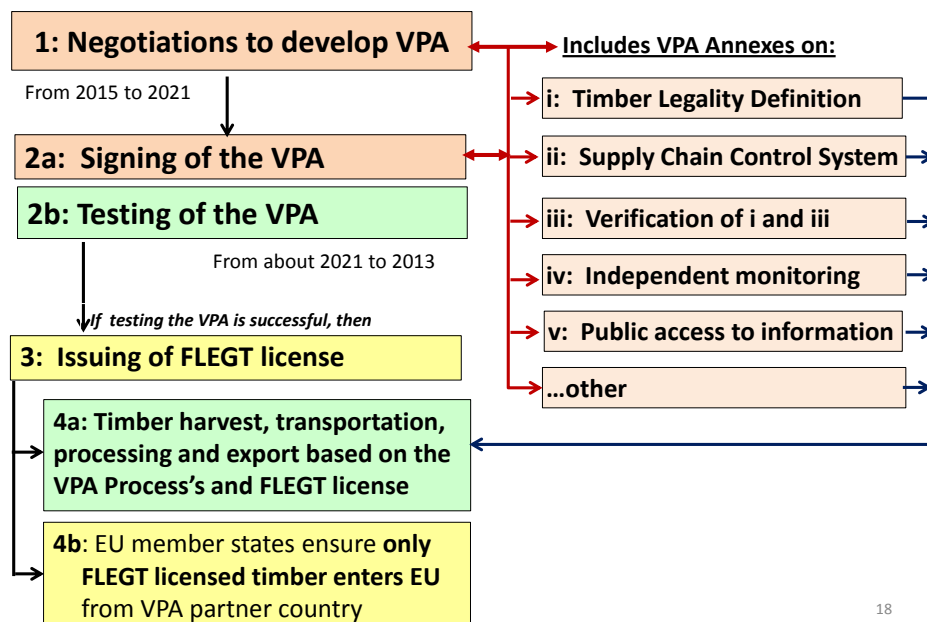 1: Negotiations to develop VPA
Includes VPA Annexes on:
From 2015 to 2021
i: Timber Legality Definition
2a: Signing of the VPA
ii: Supply Chain Control System
2b: Testing of the VPA
iii: Verification of i and iii
From about 2021 to 2013
iv: Independent monitoring
If testing the VPA is successful, then
v: Public access to information
3: Issuing of FLEGT license
...other
4a: Timber harvest, transportation,
processing and export based on the
VPA Process's and FLEGT license
4b: EU member states ensure only
FLEGT licensed timber enters EU
from VPA partner country
18